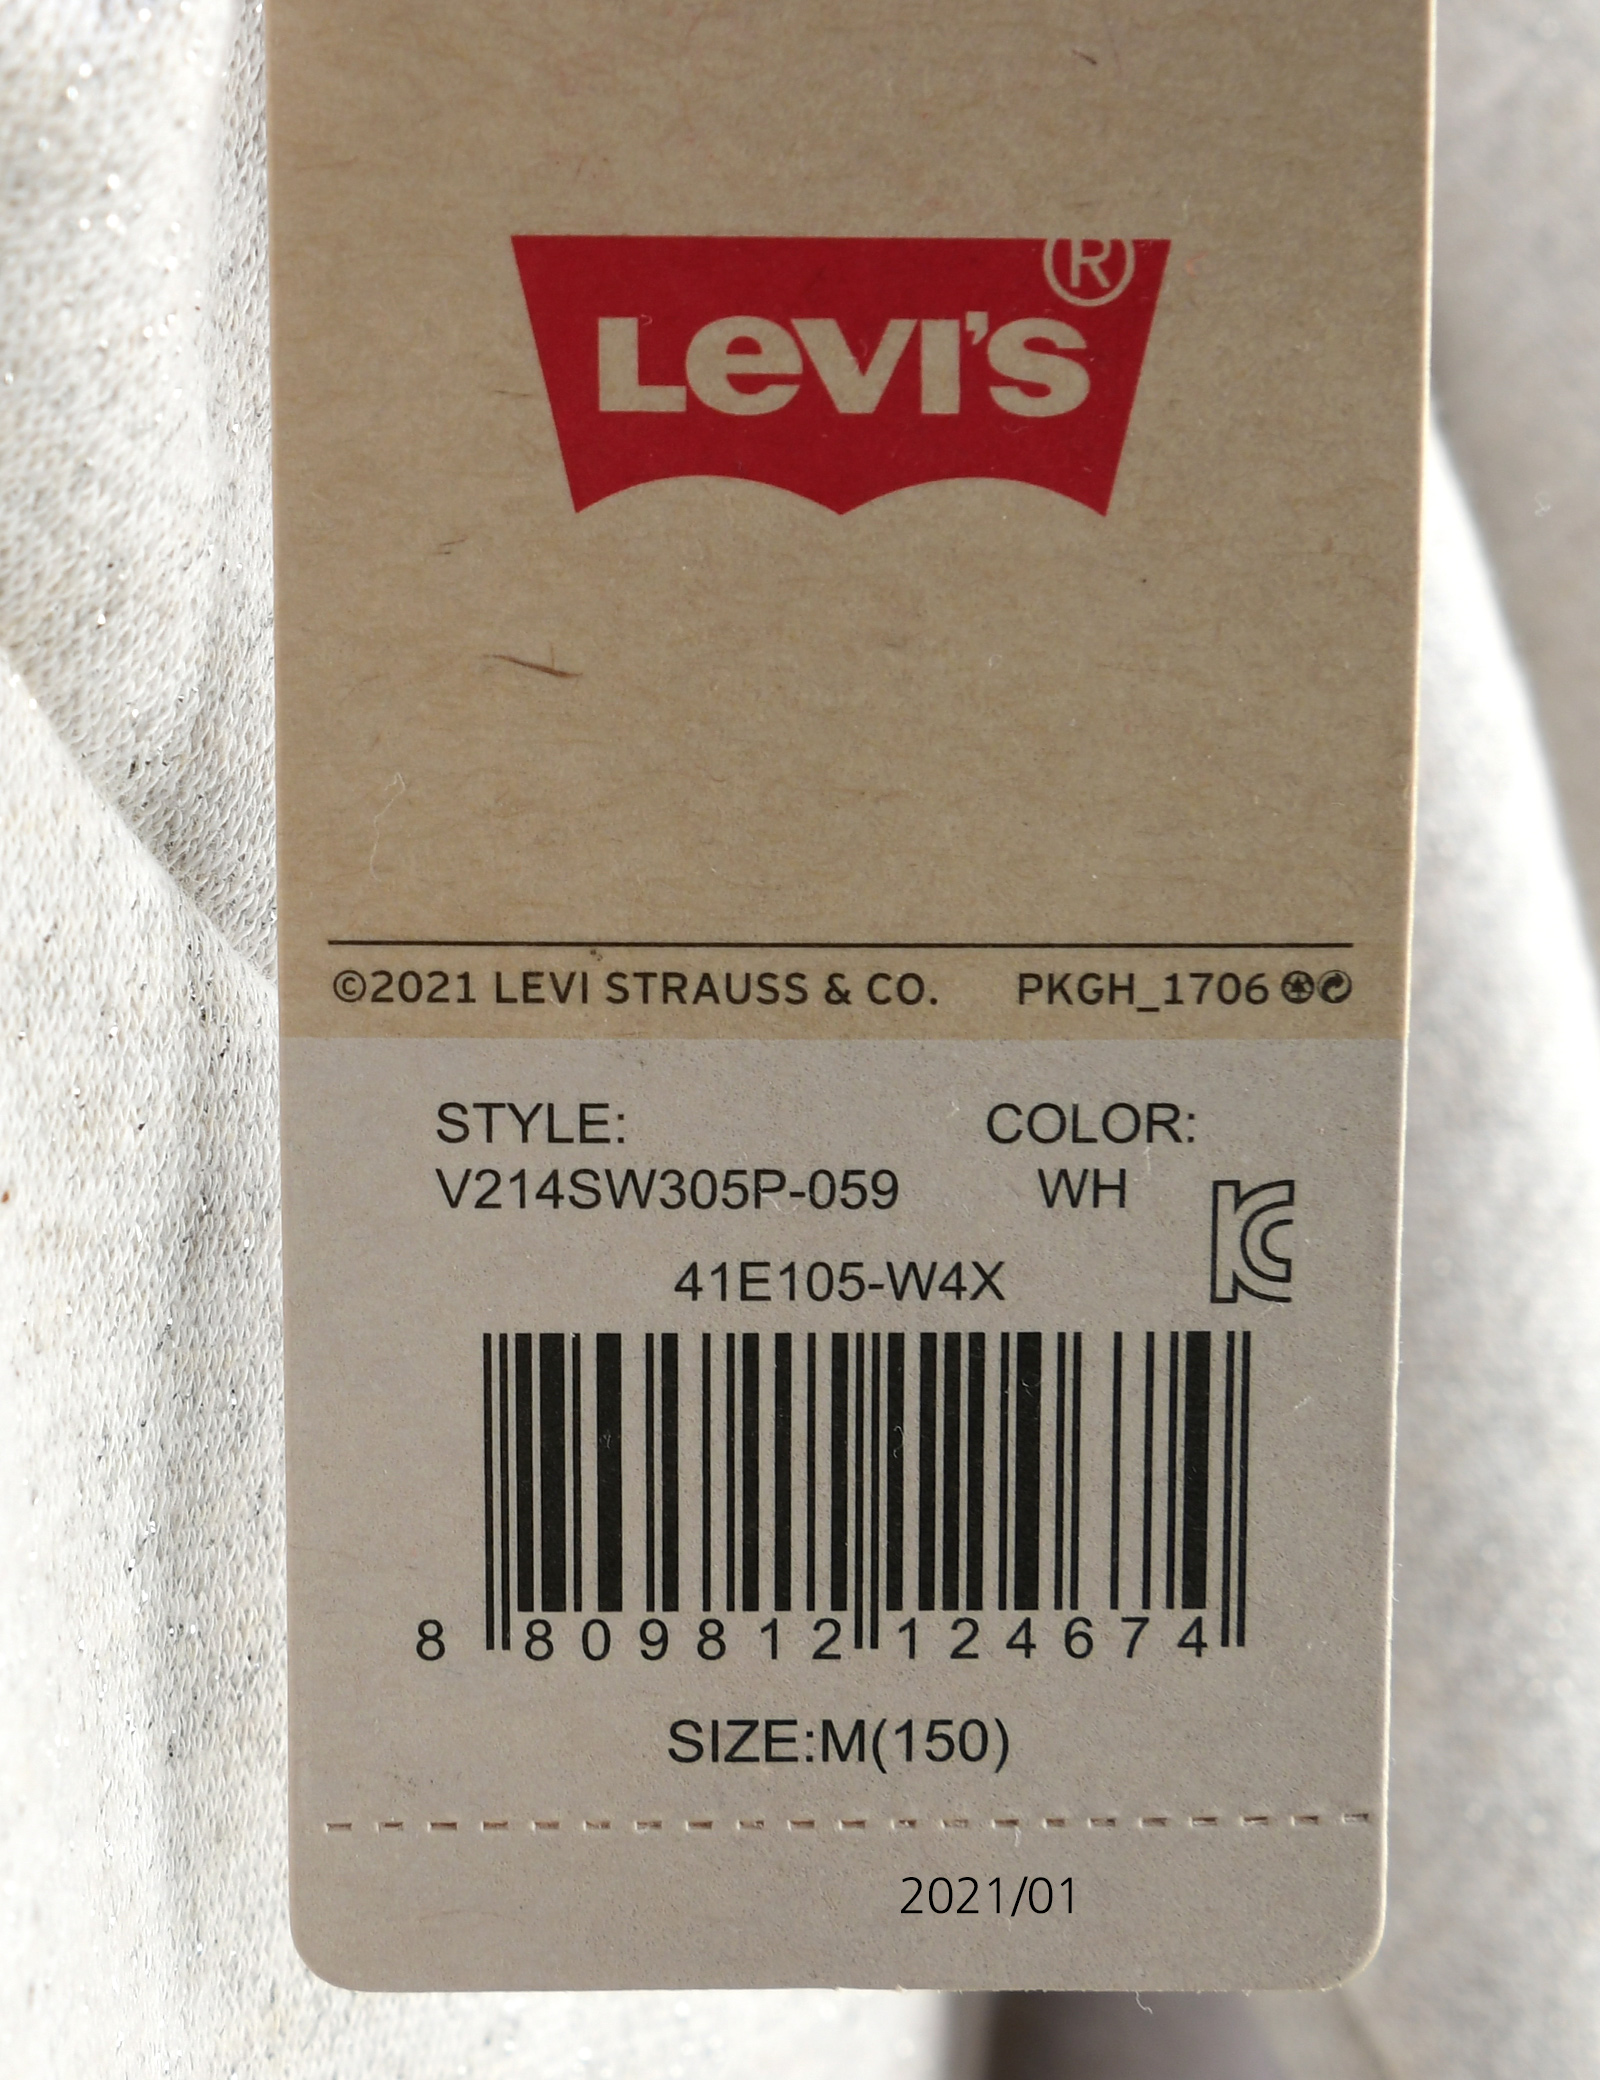 LEVI'S®
©2021 LEVI STRAUSS & CO. PKGH_1706
STYLE: COLOR:
V214SW305P-059 WH
41E105-W4X
8 809812 124674
SIZE:M(150)
2021/01